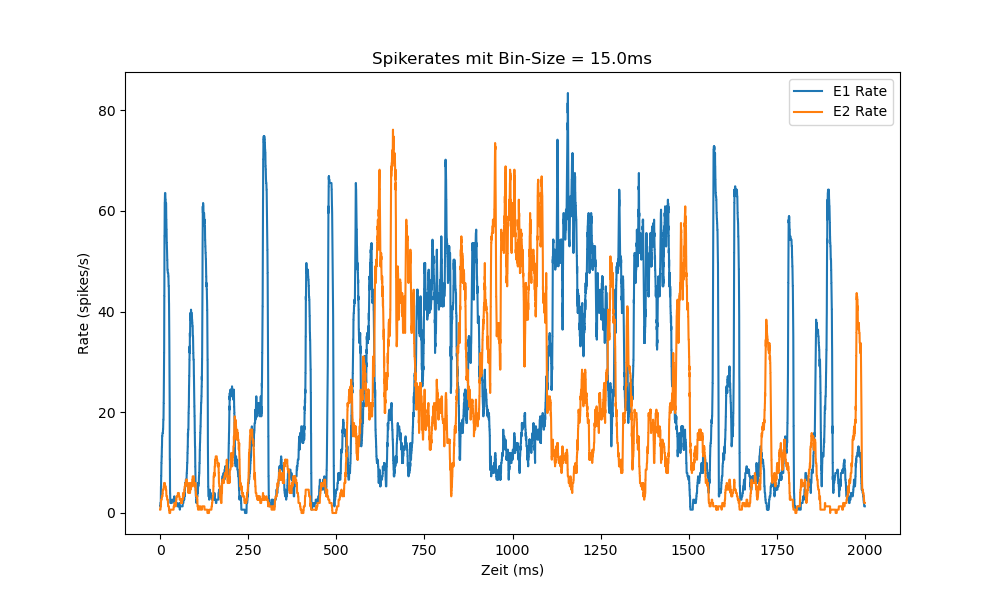 Spikerates mit Bin-Size = 15.0ms
E1 Rate
E2 Rate
Rate (spikes/s)
80
60
40
20
0
0 250 500 750 1000 1250 1500 1750 2000
Zeit (ms)